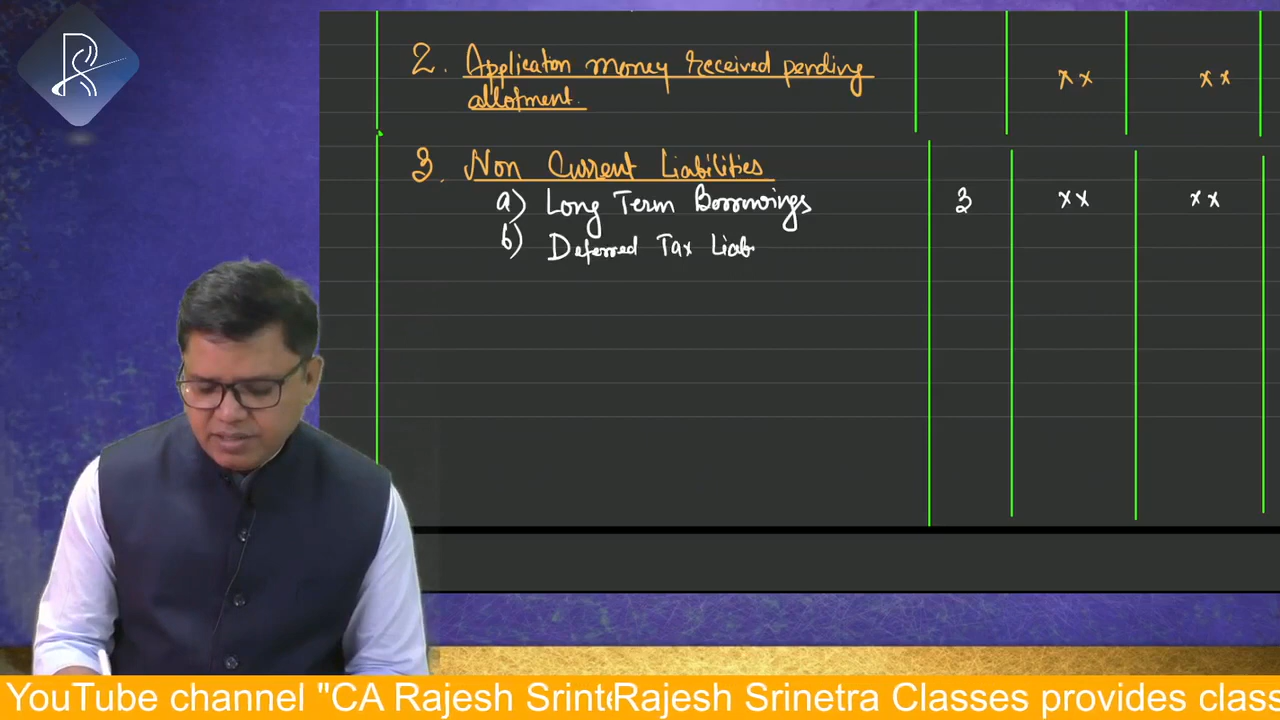 2. Application money received pending xx xx
allotment.
3. Non Current Liabilities
a) Long Term Borrowings 3 xx xx
b) Deferred Tax Liab
YouTube channel "CA Rajesh Srinte Rajesh Srinetra Classes provides class